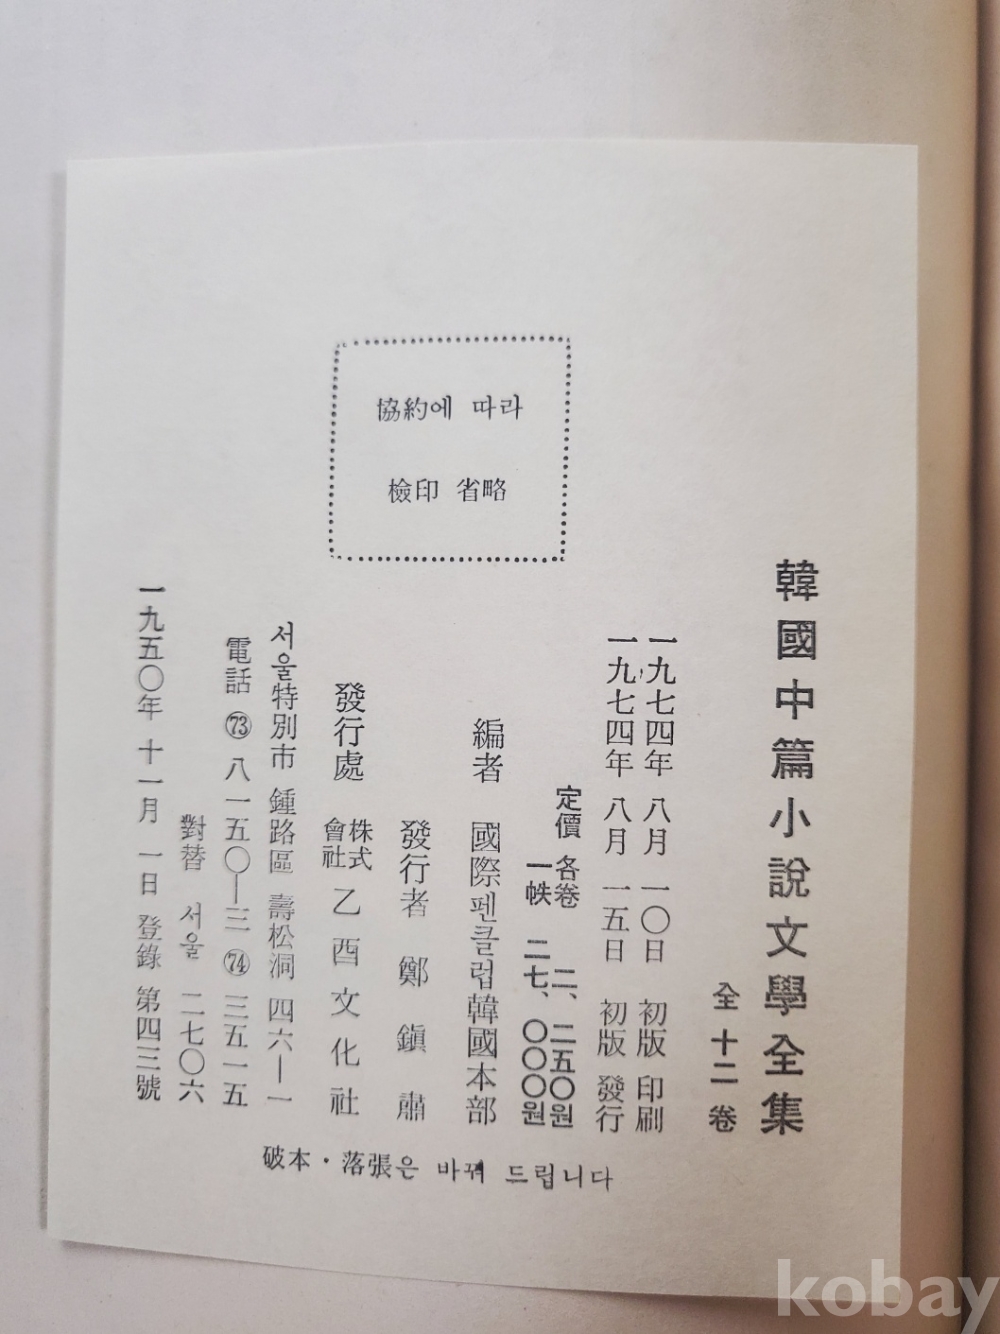 協約에 따라
檢印 省略
韓國中篇小說文學全集
全 十二 卷
一九七四年 八月 一〇日 初版 印刷
一九七四年 八月 一五日 初版 發行
定價 各卷 二、二五〇원
一帙 二七、〇〇〇원
編者 國際펜클럽韓國本部
發行者 鄭 鎭 肅
發行處 株式會社 乙 酉 文 化 社
서울特別市 鍾路區 壽松洞 四六—一
電話 ㊆㊂ 八一五〇—三 ㊆㊃ 三五一五
對替 서울 二七〇六
一九五〇年 十一月 一日 登錄 第四三號
破本·落張은 바꿔 드립니다
kobay